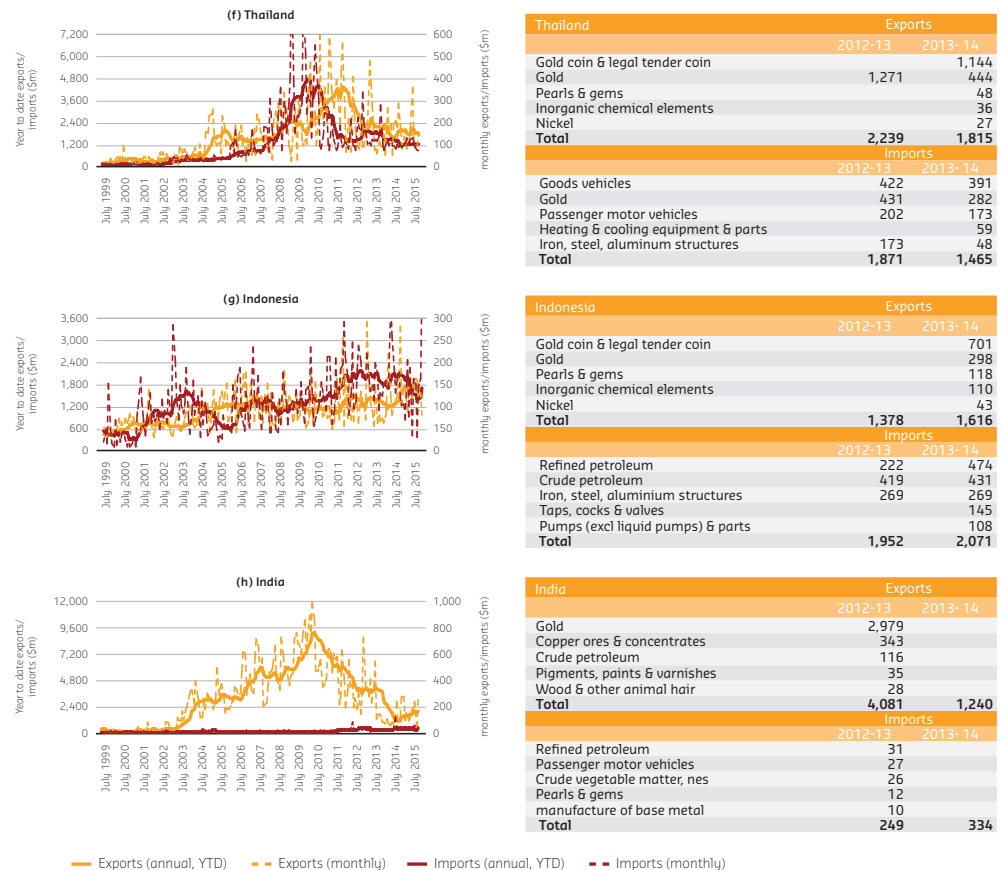 (f) Thailand
Year to date exports/
imports ($m)
7,200
6,000
4,800
3,600
2,400
1,200
0
600
500
400
300
200
100
0
monthly exports/imports ($m)
July 1999
July 2000
July 2001
July 2002
July 2003
July 2004
July 2005
July 2006
July 2007
July 2008
July 2009
July 2010
July 2011
July 2012
July 2013
July 2014
July 2015
Thailand Exports
2012-13 2013- 14
Gold coin & legal tender coin 1,144
Gold 1,271 444
Pearls & gems 48
Inorganic chemical elements 36
Nickel 27
Total 2,239 1,815
Imports
2012-13 2013- 14
Goods vehicles 422 391
Gold 431 282
Passenger motor vehicles 202 173
Heating & cooling equipment & parts 59
Iron, steel, aluminum structures 173 48
Total 1,871 1,465
(g) Indonesia
Year to date exports/
imports ($m)
3,600
3,000
2,400
1,800
1,200
600
0
300
250
200
150
100
150
0
monthly exports/imports ($m)
July 1999
July 2000
July 2001
July 2002
July 2003
July 2004
July 2005
July 2006
July 2007
July 2008
July 2009
July 2010
July 2011
July 2012
July 2013
July 2014
July 2015
Indonesia Exports
2012-13 2013- 14
Gold coin & legal tender coin 701
Gold 298
Pearls & gems 118
Inorganic chemical elements 110
Nickel 43
Total 1,378 1,616
Imports
2012-13 2013- 14
Refined petroleum 222 474
Crude petroleum 419 431
Iron, steel, aluminium structures 269 269
Taps, cocks & valves 145
Pumps (excl liquid pumps) & parts 108
Total 1,952 2,071
(h) India
Year to date exports/
imports ($m)
12,000
9,600
7,200
4,800
2,400
0
1,000
800
600
400
200
0
monthly exports/imports ($m)
July 1999
July 2000
July 2001
July 2002
July 2003
July 2004
July 2005
July 2006
July 2007
July 2008
July 2009
July 2010
July 2011
July 2012
July 2013
July 2014
July 2015
India Exports
2012-13 2013- 14
Gold 2,979
Copper ores & concentrates 343
Crude petroleum 116
Pigments, paints & varnishes 35
Wood & other animal hair 28
Total 4,081 1,240
Imports
2012-13 2013- 14
Refined petroleum 31
Passenger motor vehicles 27
Crude vegetable matter, nes 26
Pearls & gems 12
manufacture of base metal 10
Total 249 334
Exports (annual, YTD) Exports (monthly) Imports (annual, YTD) Imports (monthly)